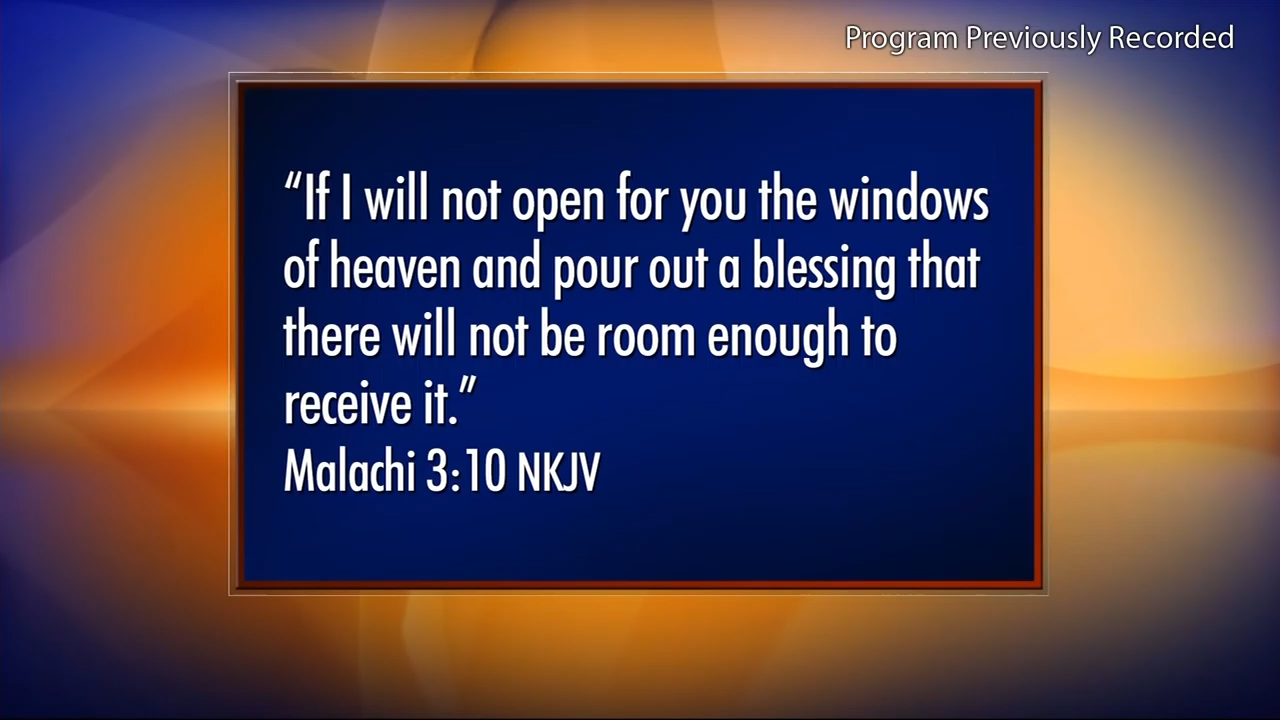 Program Previously Recorded
“If I will not open for you the windows
of heaven and pour out a blessing that
there will not be room enough to
receive it.”
Malachi 3:10 NKJV